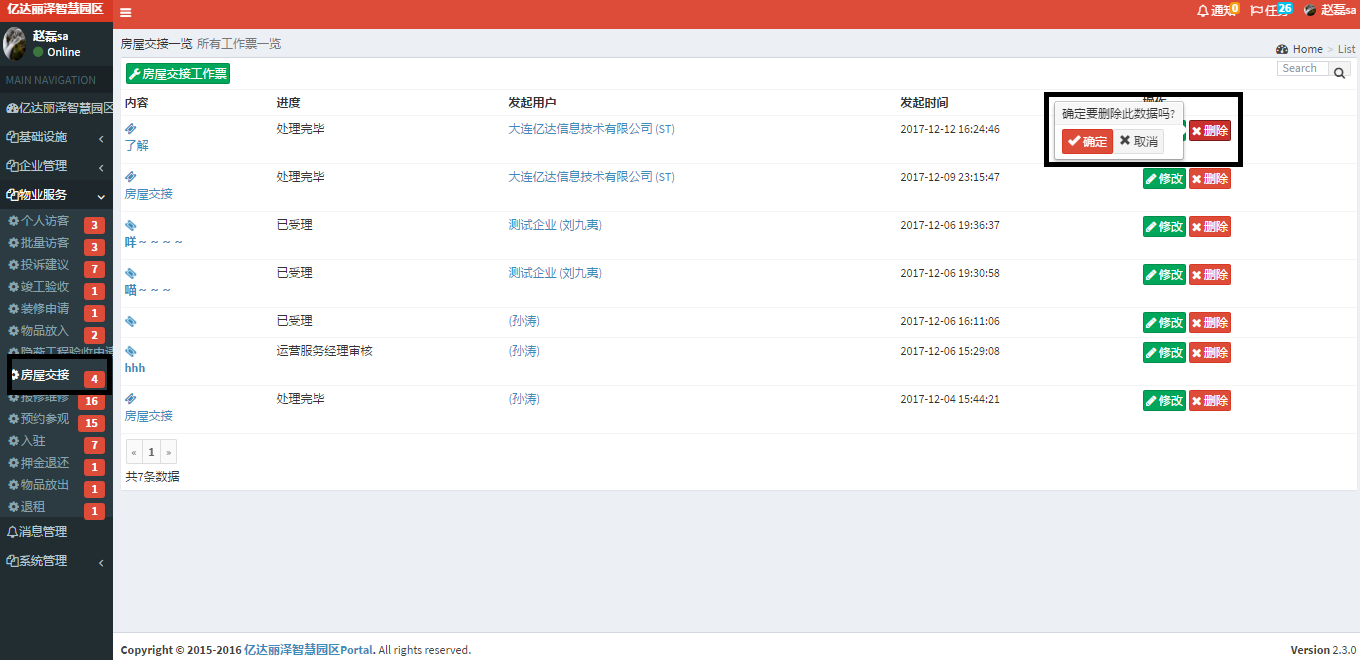 亿达丽泽智慧园区
通知 0
任务 26
赵磊sa
赵磊sa
Online
MAIN NAVIGATION
亿达丽泽智慧园区
基础设施
企业管理
物业服务
个人访客 3
批量访客 3
投诉建议 7
竣工验收 1
装修申请 1
物品放入 2
隐蔽工程验收申请
房屋交接 4
报修维修 16
预约参观 15
入驻 7
押金退还 1
物品放出 1
退租 1
消息管理
系统管理
房屋交接一览 所有工作票一览
Home > List
房屋交接工作票
Search
内容 进度 发起用户 发起时间 操作
处理完毕 大连亿达信息技术有限公司 (ST) 2017-12-12 16:24:46 删除
了解
确定要删除此数据吗?
确定 取消
处理完毕 大连亿达信息技术有限公司 (ST) 2017-12-09 23:15:47 修改 删除
房屋交接
已受理 测试企业 (刘九夷) 2017-12-06 19:36:37 修改 删除
咩~~~~
已受理 测试企业 (刘九夷) 2017-12-06 19:30:58 修改 删除
喵~~~
已受理 (孙涛) 2017-12-06 16:11:06 修改 删除
运营服务经理审核 (孙涛) 2017-12-06 15:29:08 修改 删除
hhh
处理完毕 (孙涛) 2017-12-04 15:44:21 修改 删除
房屋交接
« 1 »
共7条数据
Copyright © 2015-2016 亿达丽泽智慧园区Portal. All rights reserved.
Version 2.3.0